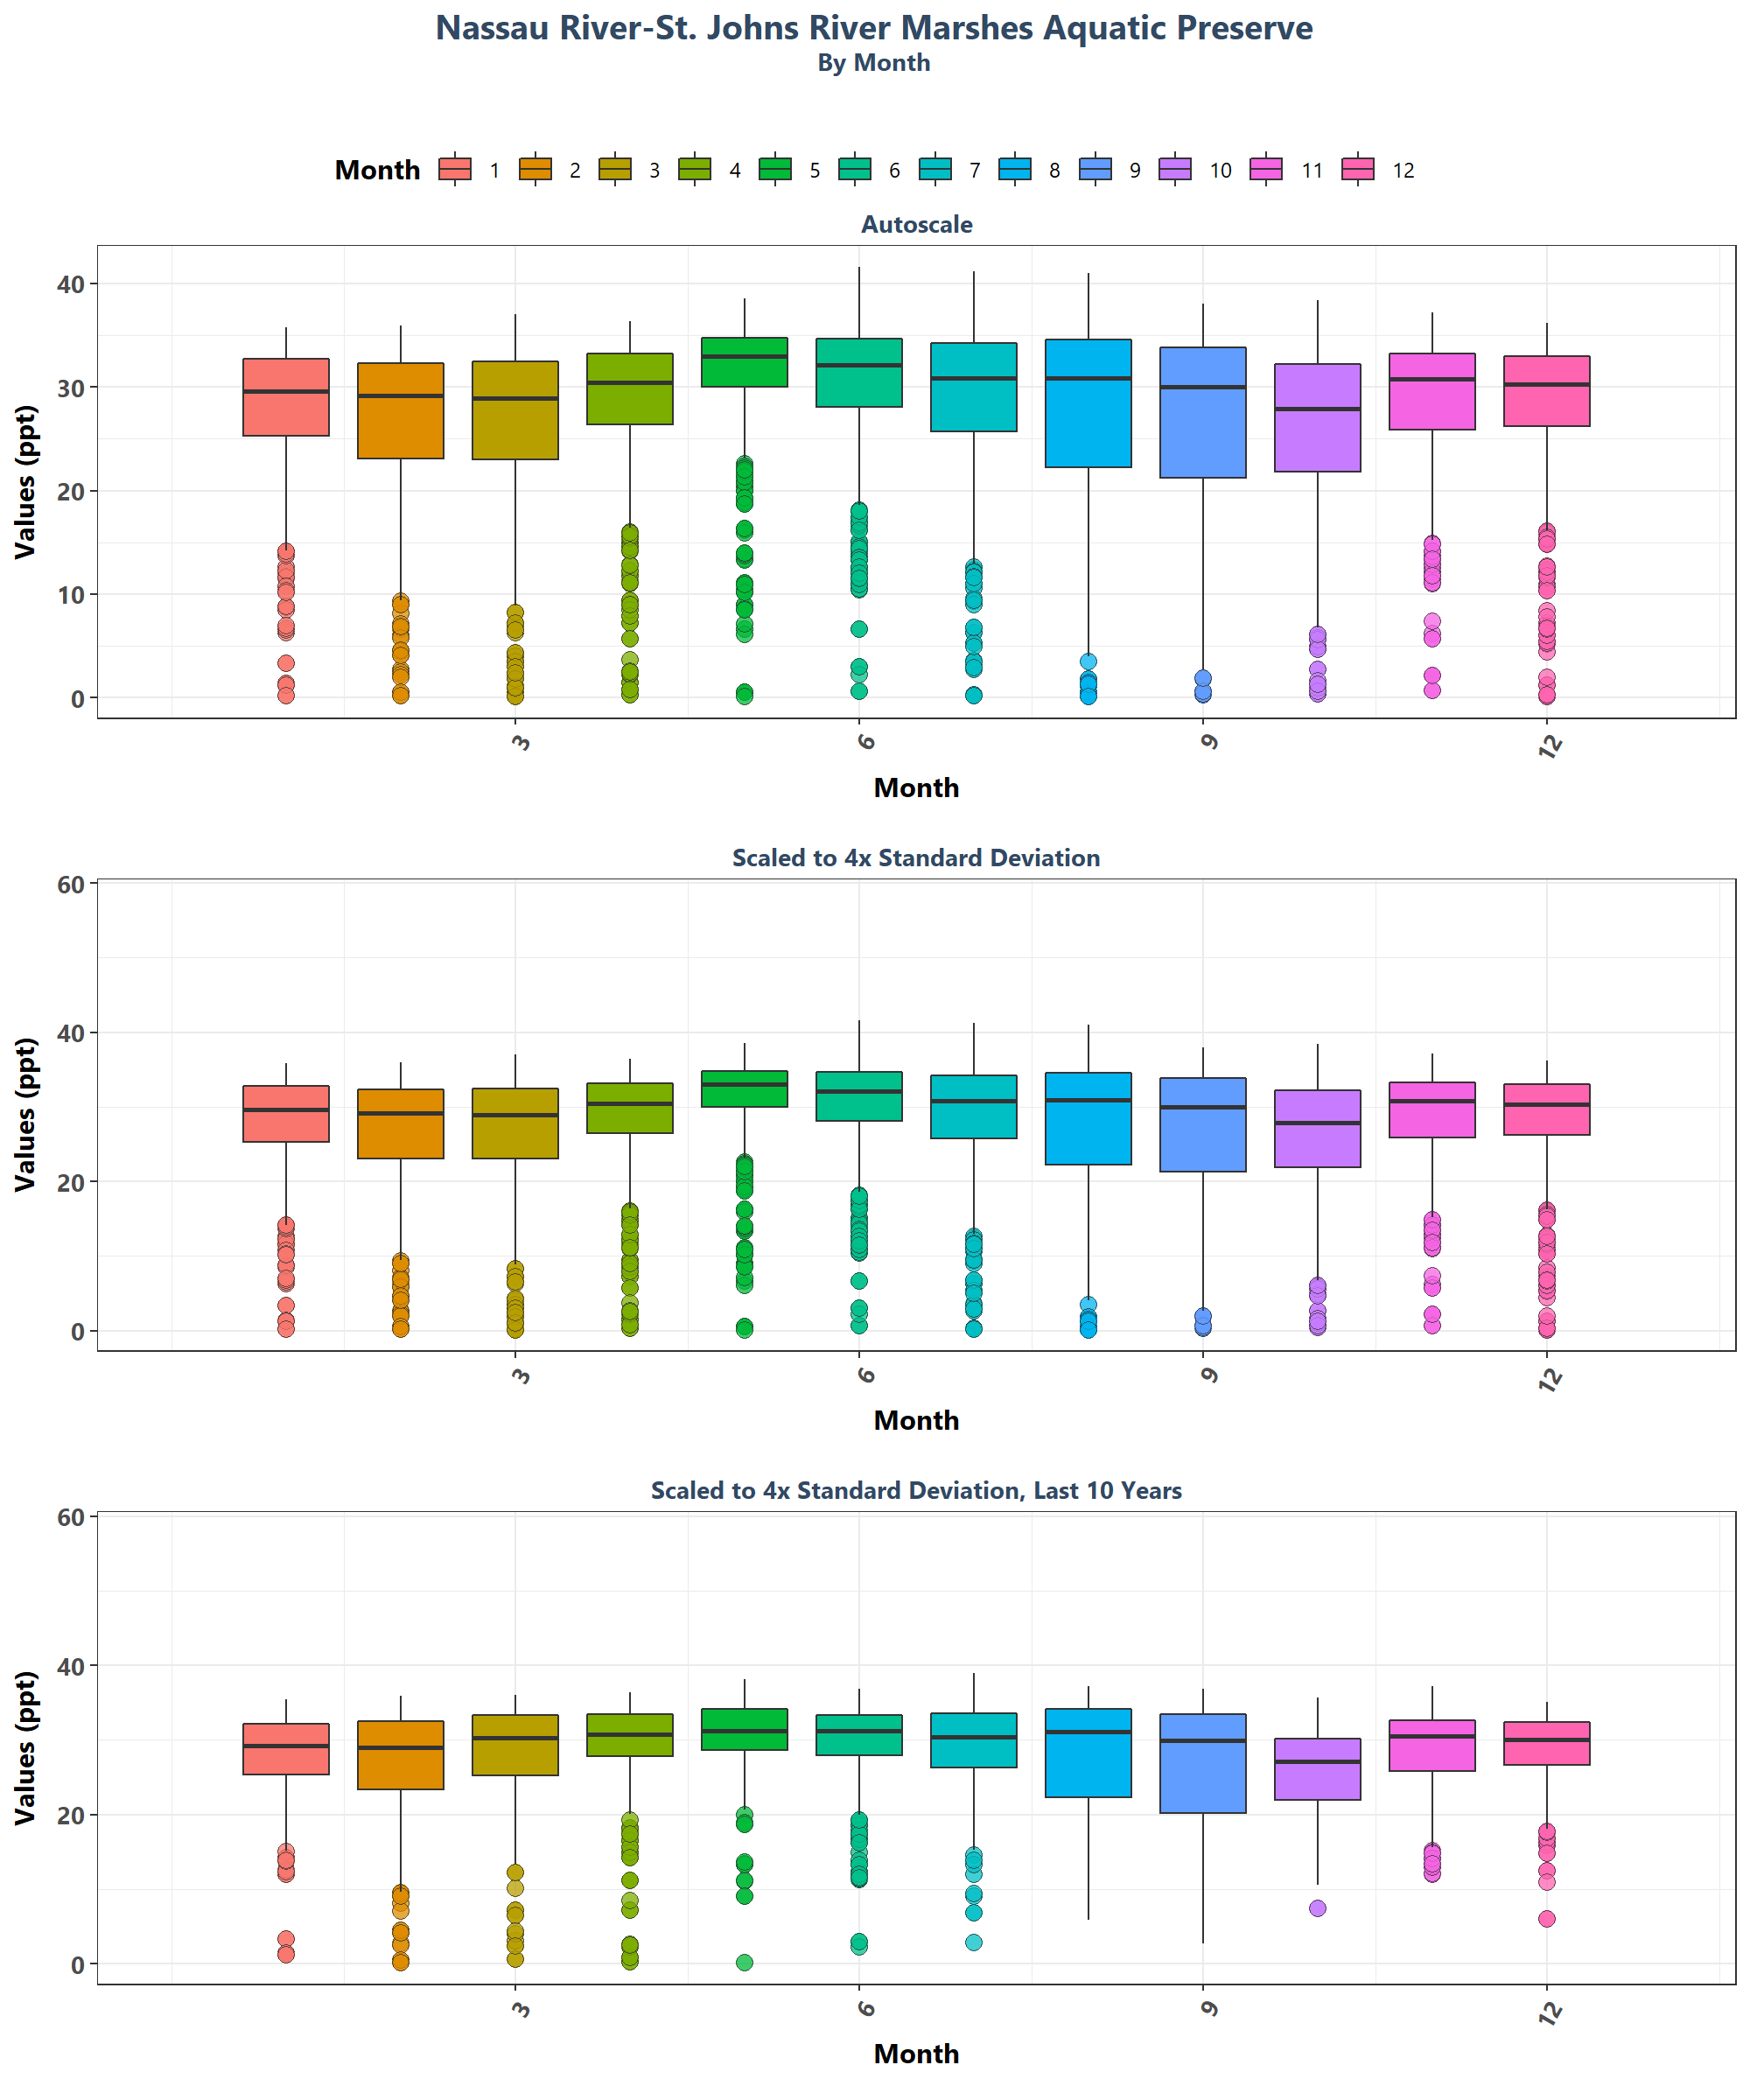 Nassau River-St. Johns River Marshes Aquatic Preserve
By Month
Month 1 2 3 4 5 6 7 8 9 10 11 12
Autoscale
Values (ppt)
40
30
20
10
0
3 6 9 12
Month
Scaled to 4x Standard Deviation
Values (ppt)
60
40
20
0
3 6 9 12
Month
Scaled to 4x Standard Deviation, Last 10 Years
Values (ppt)
60
40
20
0
3 6 9 12
Month